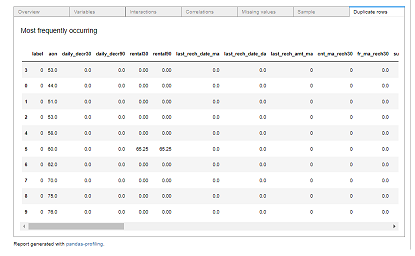 Overview Variables Interactions Correlations Missing values Sample Duplicate rows
Most frequently occurring
label aon daily_decr30 daily_decr90 rental30 rental90 last_rech_date_ma last_rech_date_da last_rech_amt_ma cnt_ma_rech30 fr_ma_rech30 su
3 0 53.0 0.0 0.0 0.00 0.00 0.0 0.0 0 0 0.0
0 0 44.0 0.0 0.0 0.00 0.00 0.0 0.0 0 0 0.0
1 0 51.0 0.0 0.0 0.00 0.00 0.0 0.0 0 0 0.0
2 0 53.0 0.0 0.0 0.00 0.00 0.0 0.0 0 0 0.0
4 0 56.0 0.0 0.0 0.00 0.00 0.0 0.0 0 0 0.0
5 0 60.0 0.0 0.0 65.25 65.25 0.0 0.0 0 0 0.0
6 0 62.0 0.0 0.0 0.00 0.00 0.0 0.0 0 0 0.0
7 0 70.0 0.0 0.0 0.00 0.00 0.0 0.0 0 0 0.0
8 0 75.0 0.0 0.0 0.00 0.00 0.0 0.0 0 0 0.0
9 0 76.0 0.0 0.0 0.00 0.00 0.0 0.0 0 0 0.0
Report generated with pandas-profiling.